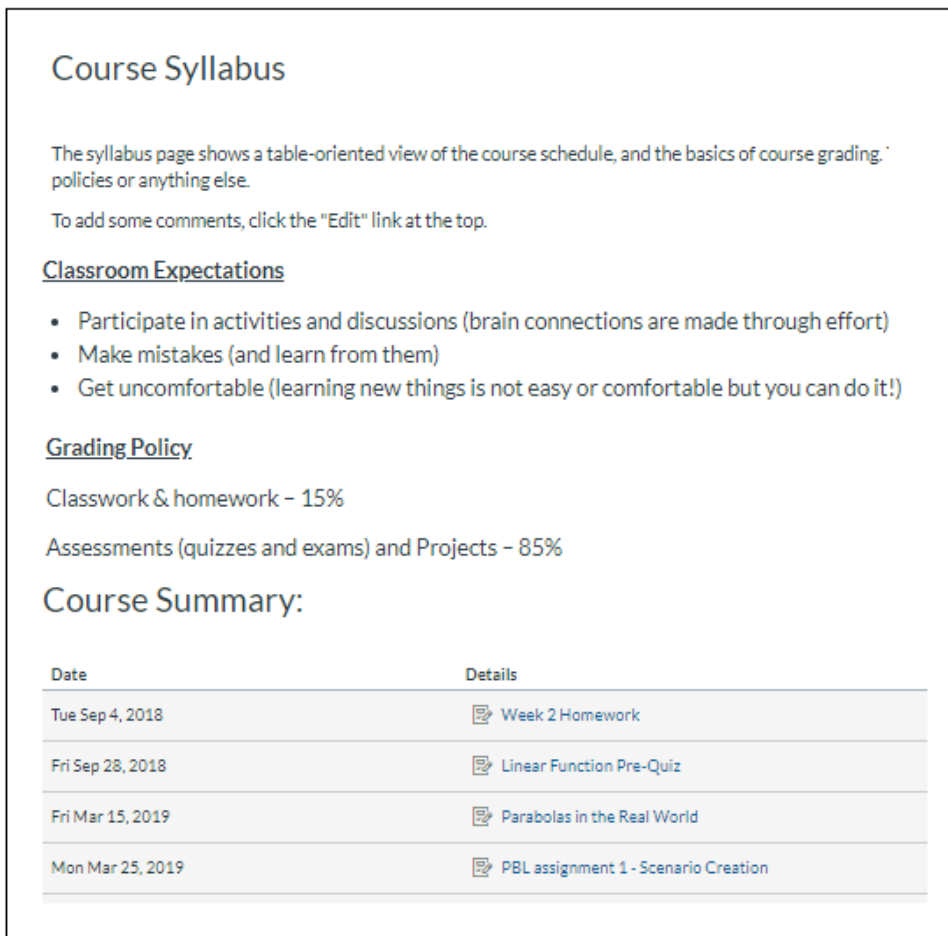 Course Syllabus
The syllabus page shows a table-oriented view of the course schedule, and the basics of course grading.
policies or anything else.
To add some comments, click the "Edit" link at the top.
Classroom Expectations
• Participate in activities and discussions (brain connections are made through effort)
• Make mistakes (and learn from them)
• Get uncomfortable (learning new things is not easy or comfortable but you can do it!)
Grading Policy
Classwork & homework – 15%
Assessments (quizzes and exams) and Projects – 85%
Course Summary:
Date Details
Tue Sep 4, 2018 Week 2 Homework
Fri Sep 28, 2018 Linear Function Pre-Quiz
Fri Mar 15, 2019 Parabolas in the Real World
Mon Mar 25, 2019 PBL assignment 1 - Scenario Creation